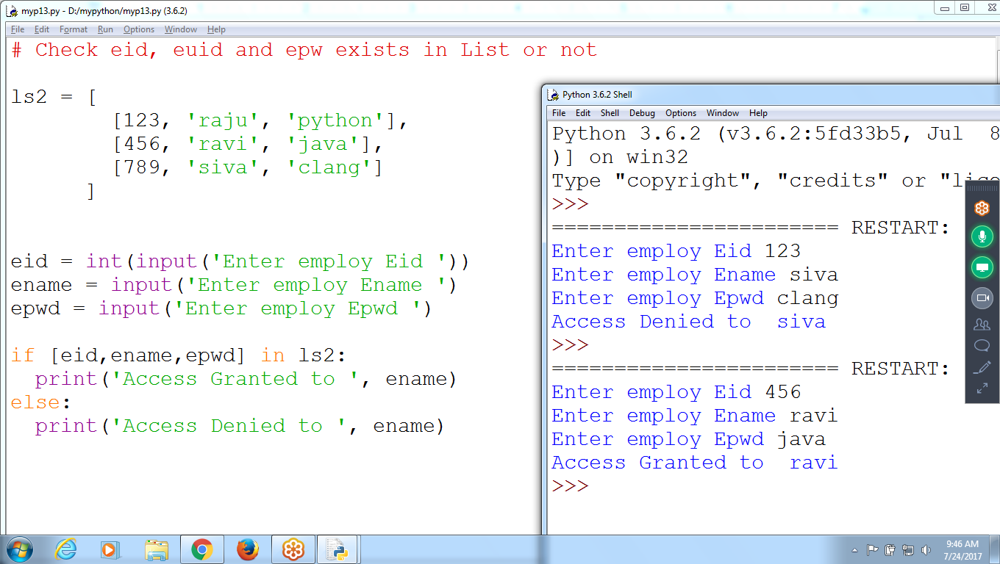 myp13.py - D:/mypython/myp13.py (3.6.2)
File Edit Format Run Options Window Help
# Check eid, euid and epw exists in List or not
ls2 = [
[123, 'raju', 'python'],
[456, 'ravi', 'java'],
[789, 'siva', 'clang']
]
eid = int(input('Enter employ Eid '))
ename = input('Enter employ Ename ')
epwd = input('Enter employ Epwd ')
if [eid,ename,epwd] in ls2:
print('Access Granted to ', ename)
else:
print('Access Denied to ', ename)
Python 3.6.2 Shell
File Edit Shell Debug Options Window Help
Python 3.6.2 (v3.6.2:5fd33b5, Jul  8
)] on win32
Type "copyright", "credits" or "lice
>>>
======================= RESTART:
Enter employ Eid 123
Enter employ Ename siva
Enter employ Epwd clang
Access Denied to  siva
>>>
======================= RESTART:
Enter employ Eid 456
Enter employ Ename ravi
Enter employ Epwd java
Access Granted to  ravi
>>>
9:46 AM
7/24/2017